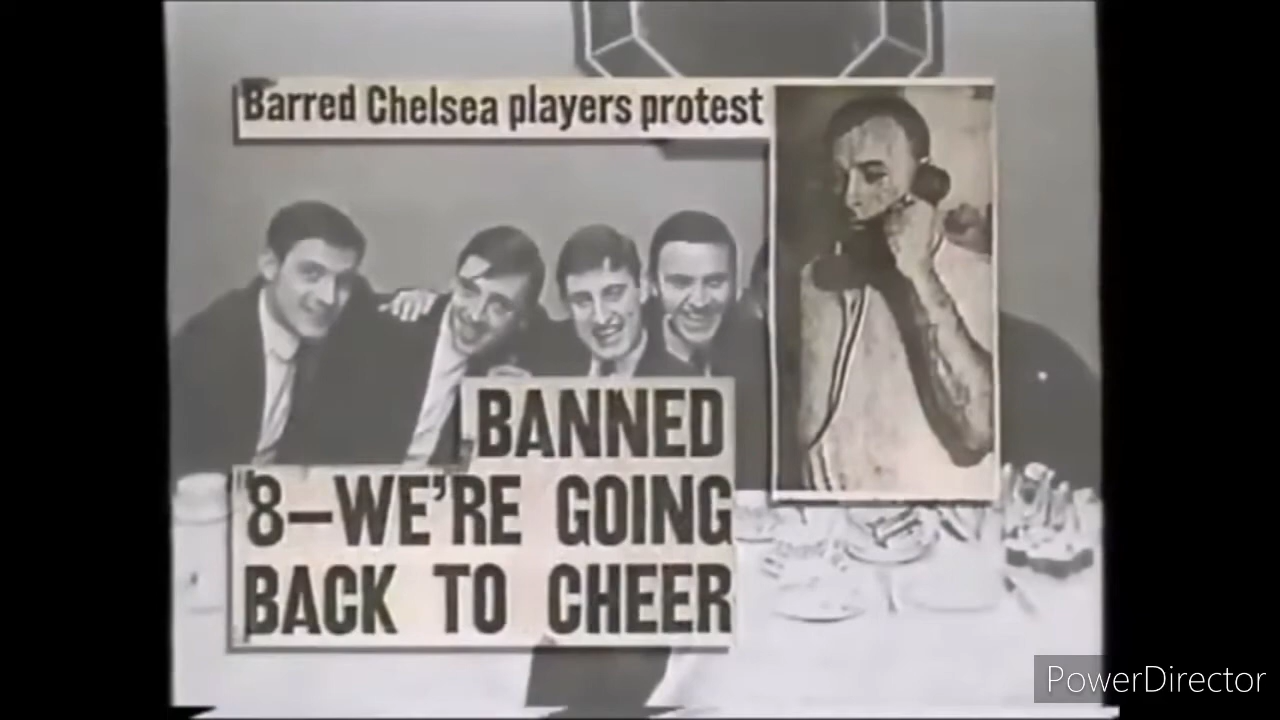 Barred Chelsea players protest
BANNED
'8–WE'RE GOING
BACK TO CHEER
PowerDirector